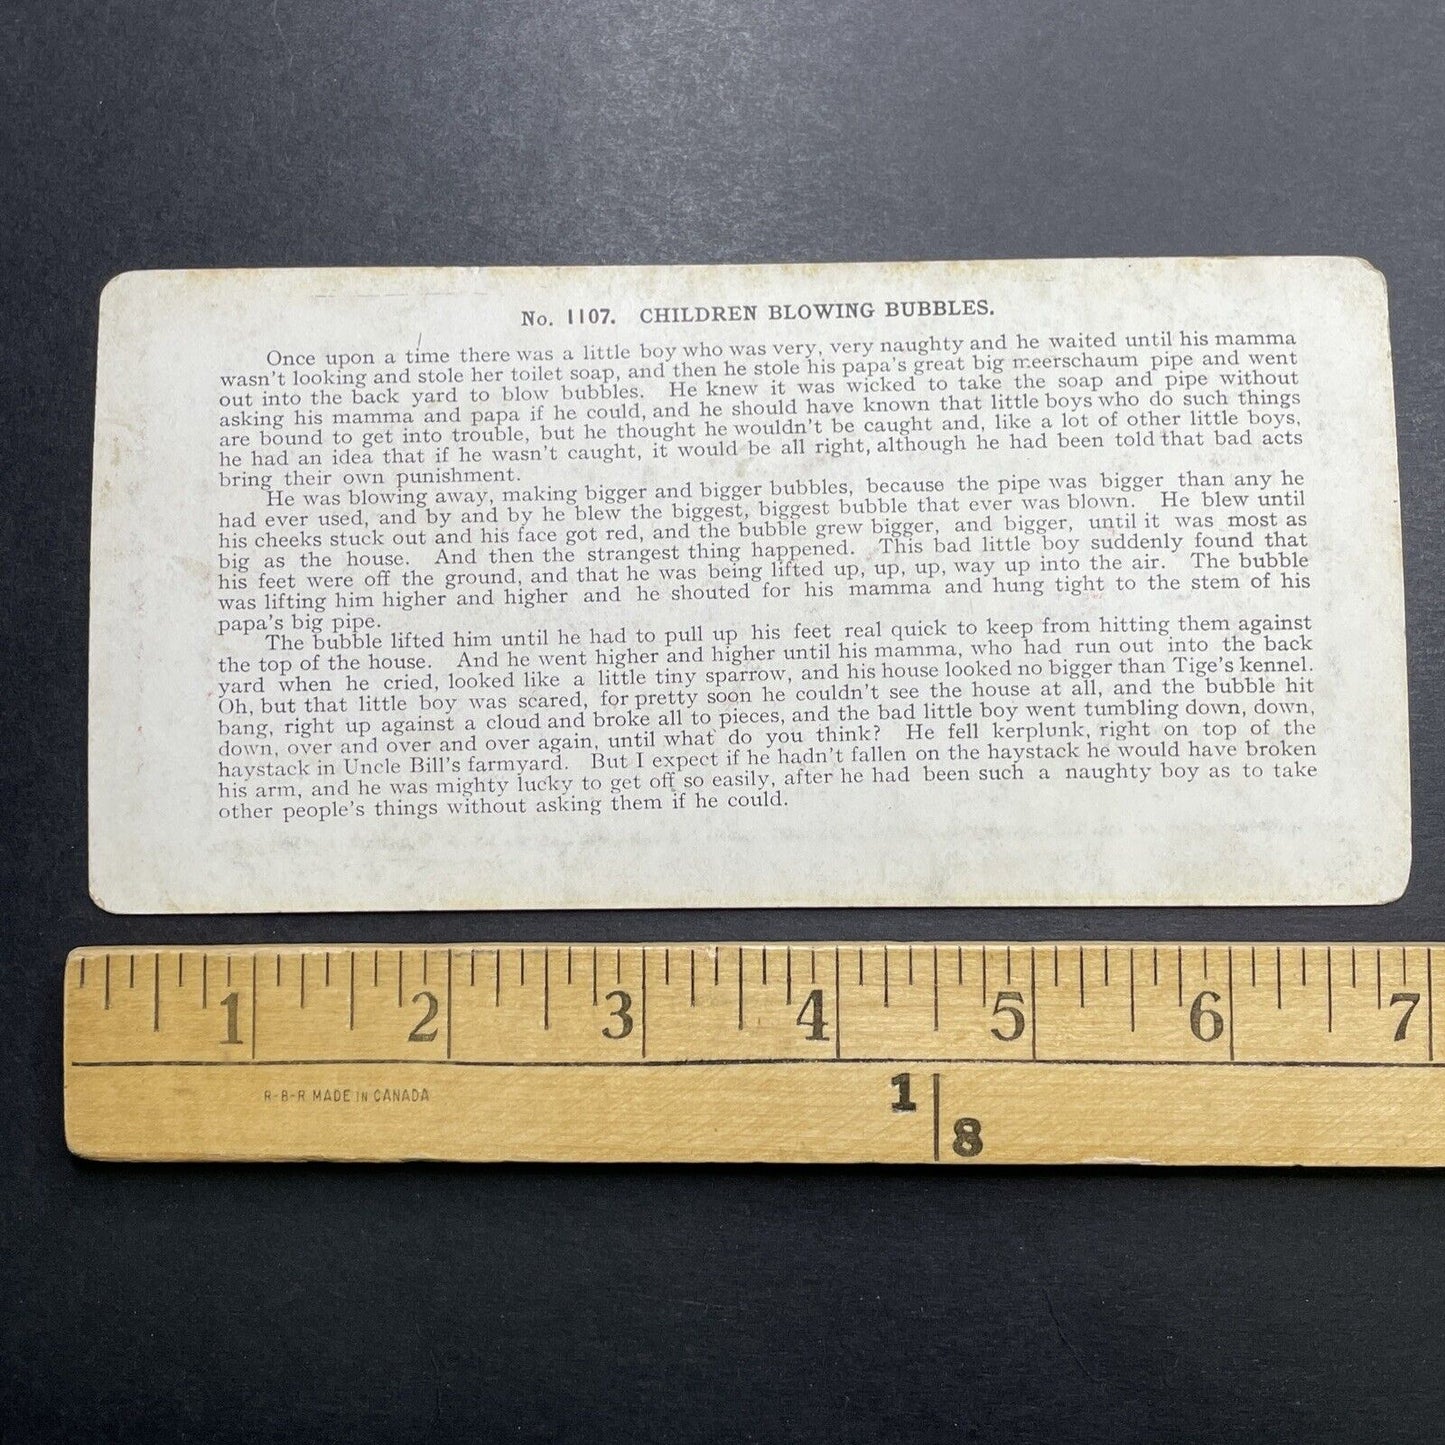 No. 1107. CHILDREN BLOWING BUBBLES.
Once upon a time there was a little boy who was very, very naughty and he waited until his mamma
wasn't looking and stole her toilet soap, and then he stole his papa's great big meerschaum pipe and went
out into the back yard to blow bubbles. He knew it was wicked to take the soap and pipe without
asking his mamma and papa if he could, and he should have known that little boys who do such things
are bound to get into trouble, but he thought he wouldn't be caught and, like a lot of other little boys,
he had an idea that if he wasn't caught, it would be all right, although he had been told that bad acts
bring their own punishment.
He was blowing away, making bigger and bigger bubbles, because the pipe was bigger than any he
had ever used, and by and by he blew the biggest, biggest bubble that ever was blown. He blew until
his cheeks stuck out and his face got red, and the bubble grew bigger, and bigger, until it was most as
big as the house. And then the strangest thing happened. This bad little boy suddenly found that
his feet were off the ground, and that he was being lifted up, up, up, way up into the air. The bubble
was lifting him higher and higher and he shouted for his mamma and hung tight to the stem of his
papa's big pipe.
The bubble lifted him until he had to pull up his feet real quick to keep from hitting them against
the top of the house. And he went higher and higher until his mamma, who had run out into the back
yard when he cried, looked like a little tiny sparrow, and his house looked no bigger than Tige's kennel.
Oh, but that little boy was scared, for pretty soon he couldn't see the house at all, and the bubble hit
bang, right up against a cloud and broke all to pieces, and the bad little boy went tumbling down, down,
down, over and over and over again, until what do you think? He fell kerplunk, right on top of the
haystack in Uncle Bill's farmyard. But I expect if he hadn't fallen on the haystack he would have broken
his arm, and he was mighty lucky to get off so easily, after he had been such a naughty boy as to take
other people's things without asking them if he could.
1 2 3 4 5 6 7
R-B-R MADE IN CANADA
1
8